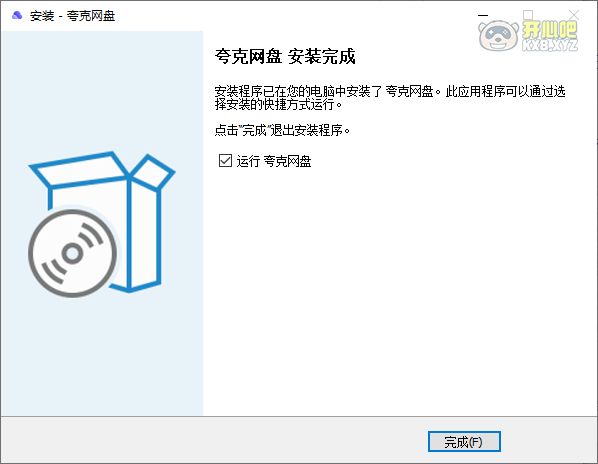 安装 - 夸克网盘
开心吧
KX8.XYZ
夸克网盘 安装完成
安装程序已在您的电脑中安装了 夸克网盘。此应用程序可以通过选
择安装的快捷方式运行。
点击“完成”退出安装程序。
运行 夸克网盘
完成(F)